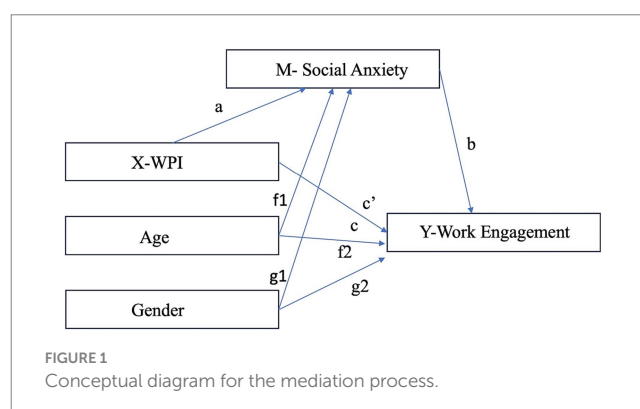 M- Social Anxiety
a
b
X-WPI
f1
c’
Age
c
Y-Work Engagement
f2
g1
g2
Gender
FIGURE 1
Conceptual diagram for the mediation process.